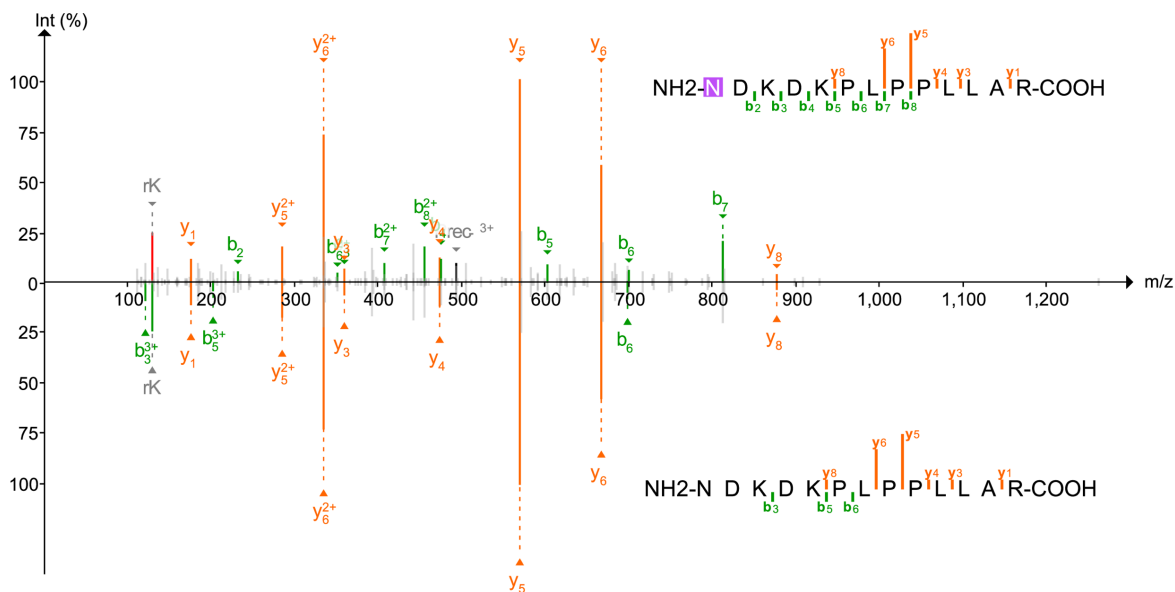 Int (%)
y6 2+ y5 y6
y6 y5
y8 y4 y3 y1
NH2-N D K D K P L P P L L A R-COOH
b2 b3 b4 b5 b6 b7 b8
100
75
50
25
0
25
50
75
100
rK y1 b2 y5 2+ y3 b7 2+ b8 2+ y4 b5 b6 b7 y8
prec- 3+
100 200 300 400 500 600 700 800 900 1,000 1,100 1,200 m/z
b3 3+ rK y1 b5 3+ y5 2+ y3 y4 b6 y8
y6 2+ y5 y6
y6 y5
y8 y4 y3 y1
NH2-N D K D K P L P P L L A R-COOH
b3 b5 b6